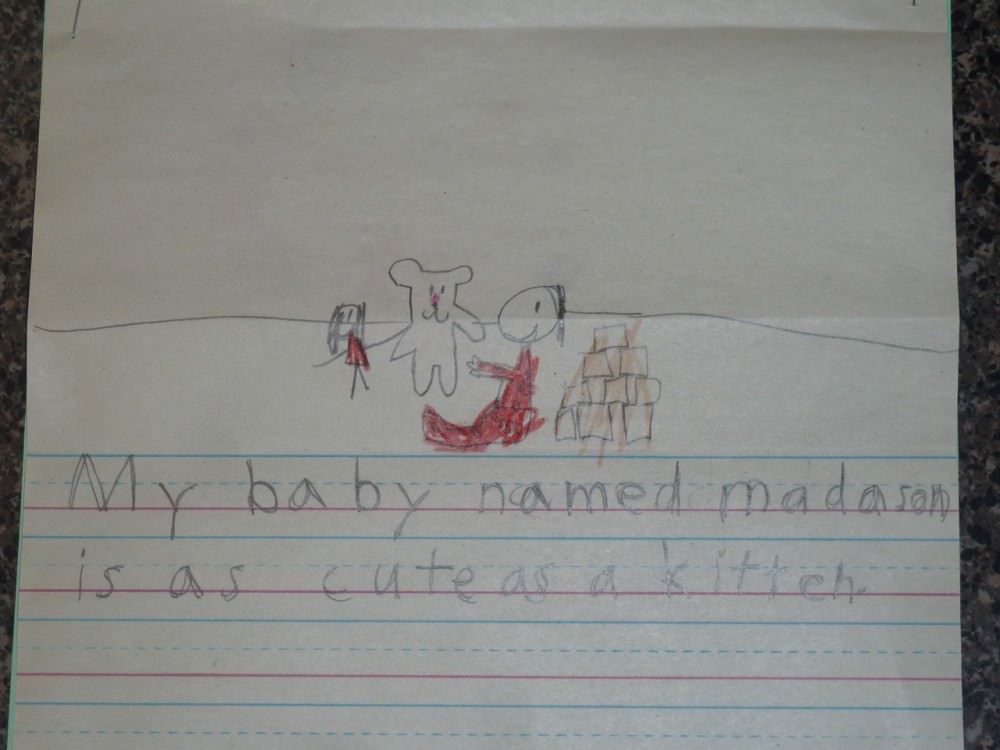 My baby named madason
is as cute as a kitten.